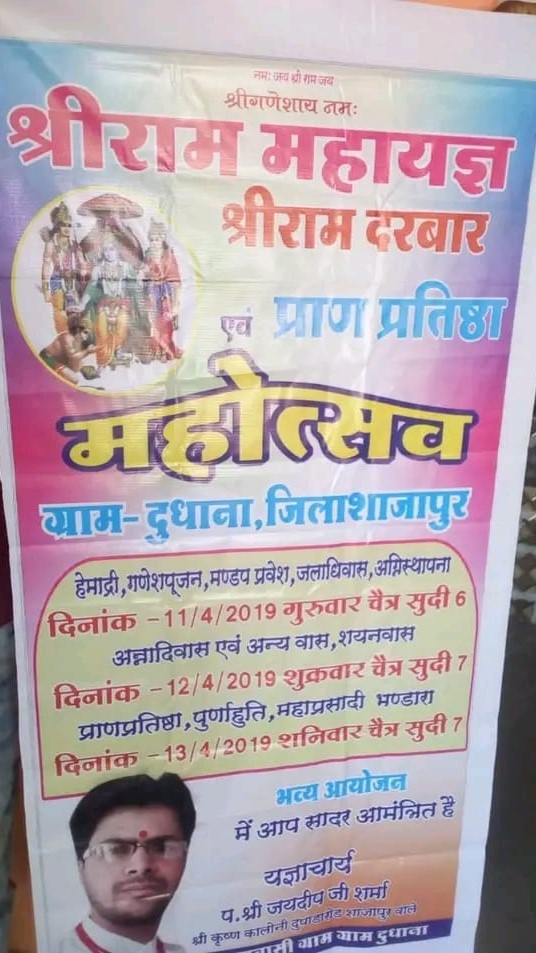 नमः जय श्री राम जय
श्रीगणेशाय नमः
श्रीराम महायज्ञ
श्रीराम दरबार
एवं प्राण प्रतिष्ठा
महोत्सव
ग्राम-दुधाना,जिलाशाजापुर
हेमाद्री,गणेशपूजन,मण्डप प्रवेश,जलाधिवास,अग्निस्थापना
दिनांक -11/4/2019 गुरुवार चैत्र सुदी 6
अन्नादिवास एवं अन्य वास,शयनवास
दिनांक -12/4/2019 शुक्रवार चैत्र सुदी 7
प्राणप्रतिष्ठा,पुर्णाहुति,महाप्रसादी भण्डारा
दिनांक -13/4/2019 शनिवार चैत्र सुदी 7
भव्य आयोजन
में आप सादर आमंत्रित है
यज्ञाचार्य
प.श्री जयदीप जी शर्मा
श्री कृष्ण कालोनी दुपाडारोड शाजापुर वाले
ग्राम ग्राम दुधाना